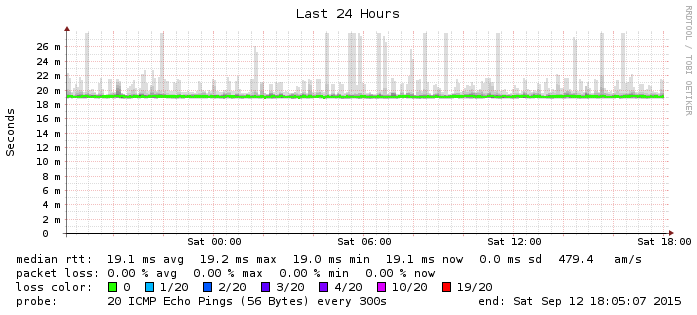 Last 24 Hours
RRDTOOL / TOBI OETIKER
Seconds
26 m
24 m
22 m
20 m
18 m
16 m
14 m
12 m
10 m
8 m
6 m
4 m
2 m
0
Sat 00:00 Sat 06:00 Sat 12:00 Sat 18:00
median rtt: 19.1 ms avg 19.2 ms max 19.0 ms min 19.1 ms now 0.0 ms sd 479.4 am/s
packet loss: 0.00 % avg 0.00 % max 0.00 % min 0.00 % now
loss color: 0 1/20 2/20 3/20 4/20 10/20 19/20
probe: 20 ICMP Echo Pings (56 Bytes) every 300s end: Sat Sep 12 18:05:07 2015